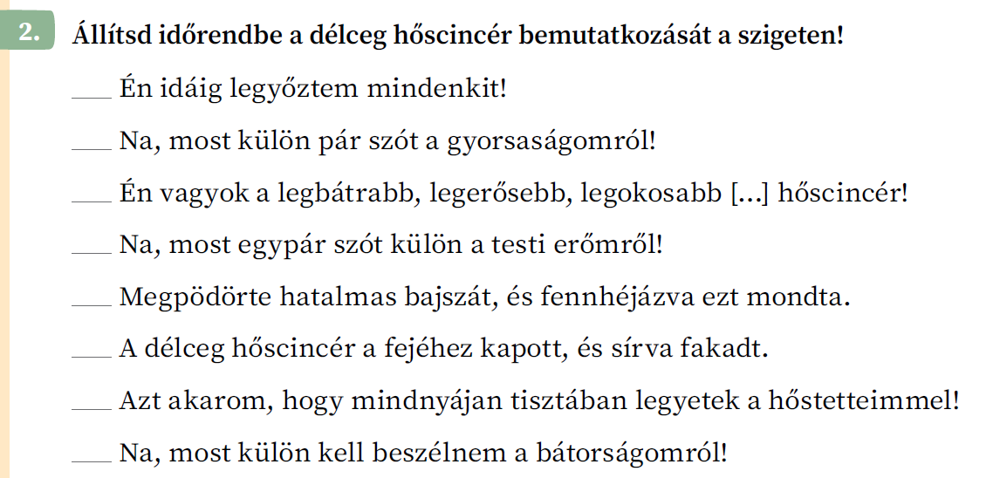 2. Állítsd időrendbe a délceg hőscincér bemutatkozását a szigeten!
___ Én idáig legyőztem mindenkit!
___ Na, most külön pár szót a gyorsaságomról!
___ Én vagyok a legbátrabb, legerősebb, legokosabb [...] hőscincér!
___ Na, most egypár szót külön a testi erőmről!
___ Megpödörte hatalmas bajszát, és fennhéjázva ezt mondta.
___ A délceg hőscincér a fejéhez kapott, és sírva fakadt.
___ Azt akarom, hogy mindnyájan tisztában legyetek a hőstetteimmel!
___ Na, most külön kell beszélnem a bátorságomról!